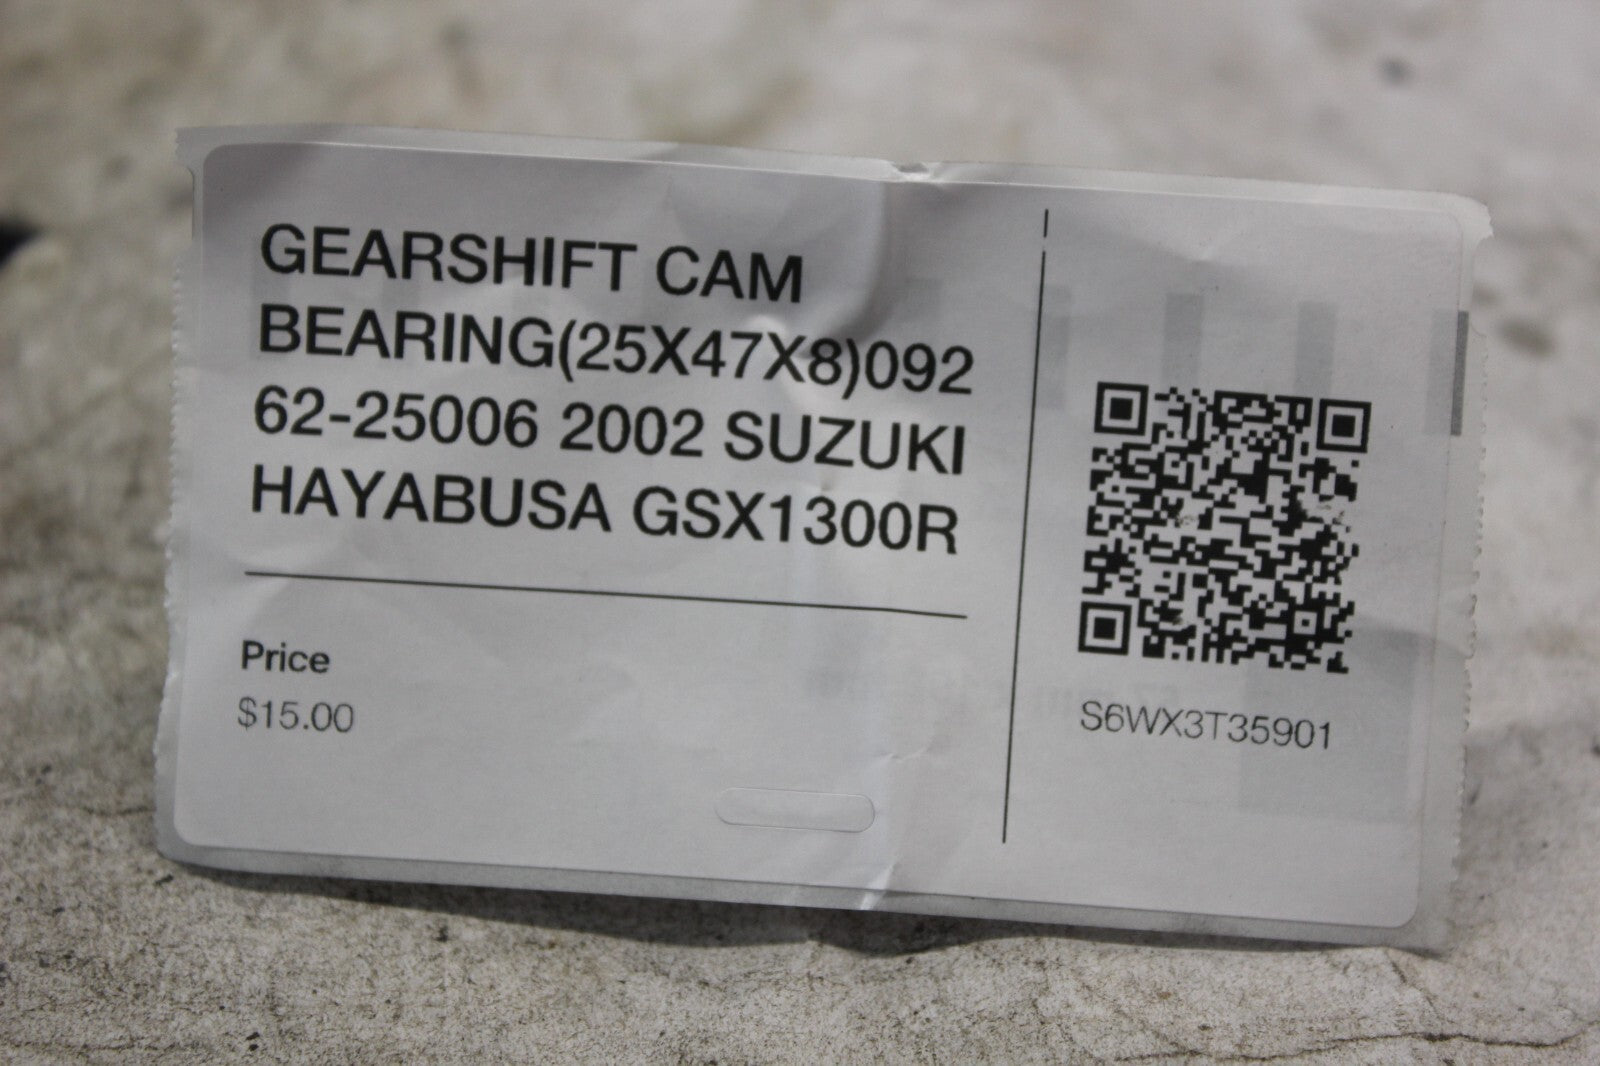 GEARSHIFT CAM
BEARING(25X47X8)092
62-25006 2002 SUZUKI
HAYABUSA GSX1300R
Price
$15.00
S6WX3T35901